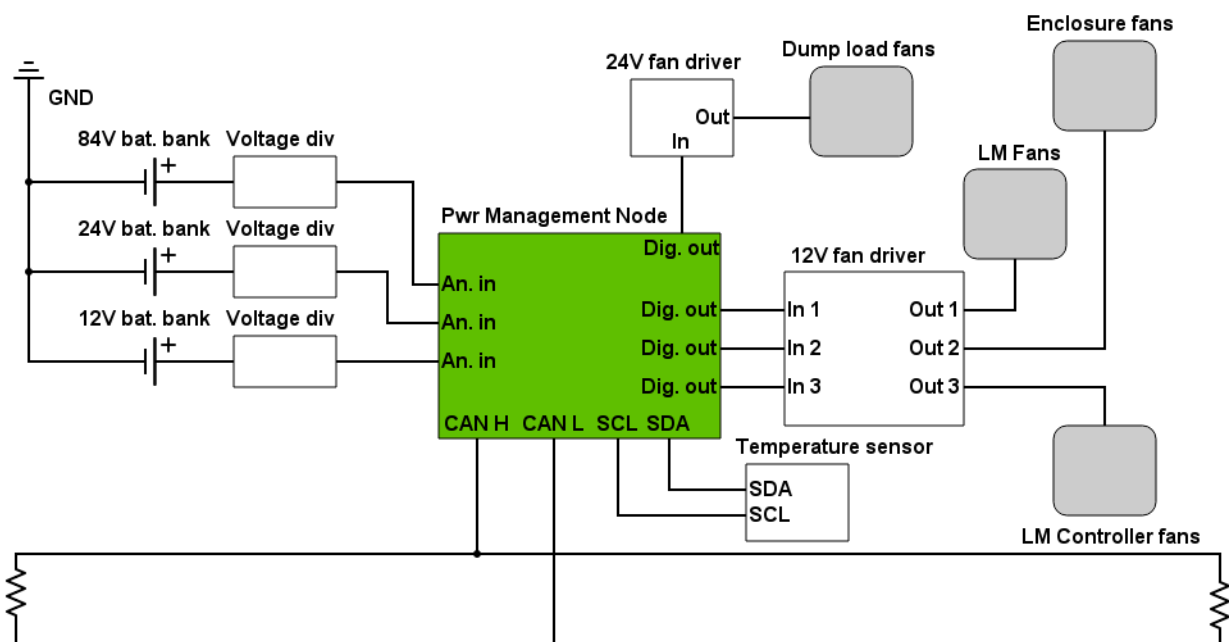 Enclosure fans
Dump load fans
24V fan driver
GND
Out
In
84V bat. bank
Voltage div
+
LM Fans
Pwr Management Node
24V bat. bank
Voltage div
+
Dig. out
12V fan driver
An. in
12V bat. bank
Voltage div
+
An. in
An. in
Dig. out
Dig. out
Dig. out
In 1
In 2
In 3
Out 1
Out 2
Out 3
CAN H
CAN L
SCL
SDA
Temperature sensor
SDA
SCL
LM Controller fans